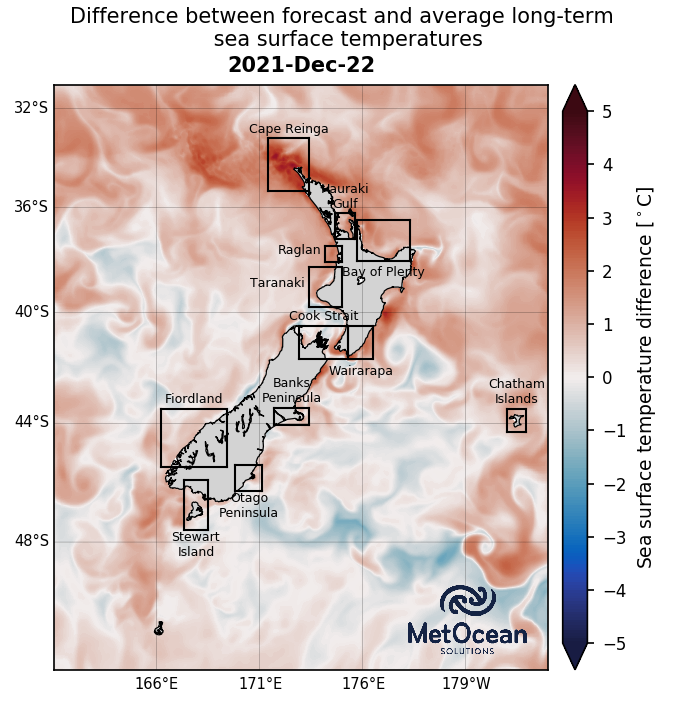 Difference between forecast and average long-term
sea surface temperatures
2021-Dec-22
32°S
36°S
40°S
44°S
48°S
166°E
171°E
176°E
179°W
Cape Reinga
Hauraki
Gulf
Raglan
Bay of Plenty
Taranaki
Cook Strait
Wairarapa
Banks
Peninsula
Fiordland
Chatham
Islands
Otago
Peninsula
Stewart
Island
MetOcean
SOLUTIONS
5
4
3
2
1
0
−1
−2
−3
−4
−5
Sea surface temperature difference [°C]